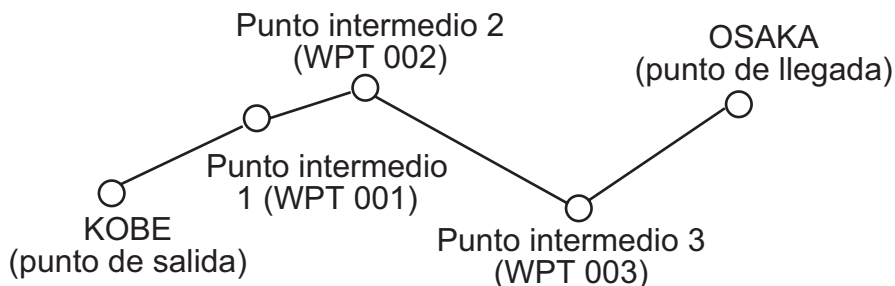 Punto intermedio 2
(WPT 002)
OSAKA
(punto de llegada)
Punto intermedio
1 (WPT 001)
KOBE
(punto de salida)
Punto intermedio 3
(WPT 003)